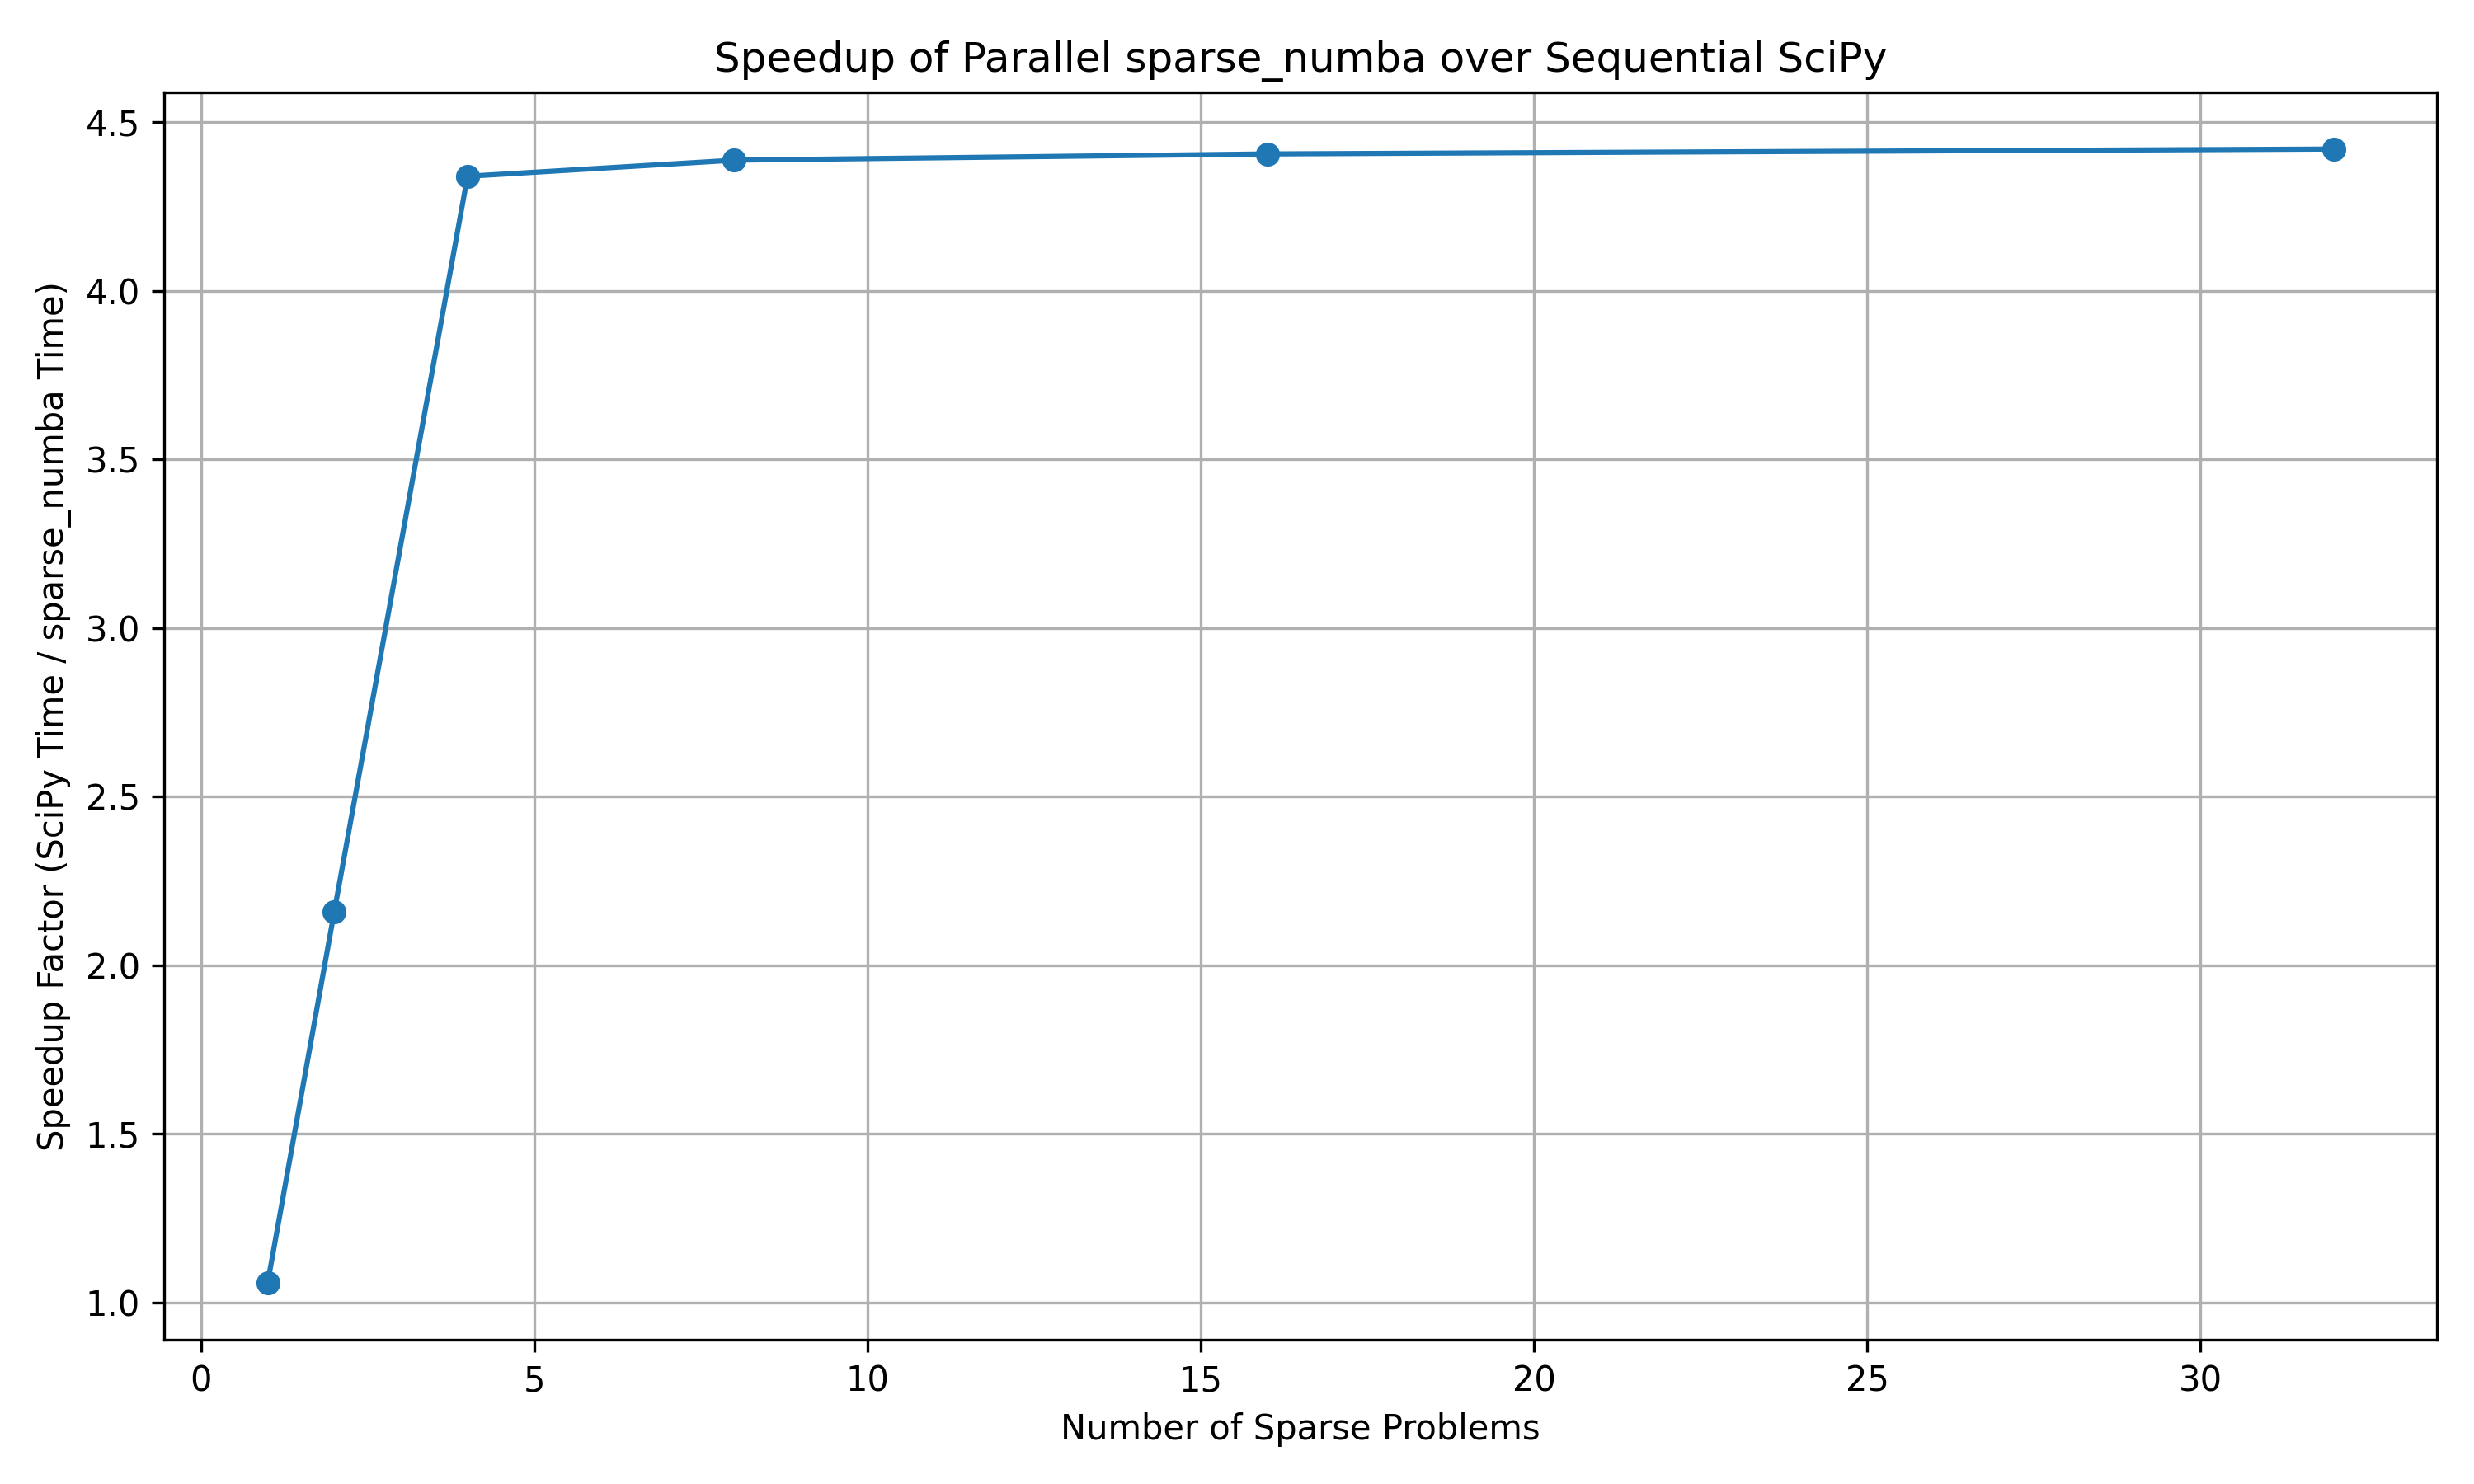 Speedup of Parallel sparse_numba over Sequential SciPy
Speedup Factor (SciPy Time / sparse_numba Time)
4.5
4.0
3.5
3.0
2.5
2.0
1.5
1.0
0 5 10 15 20 25 30
Number of Sparse Problems